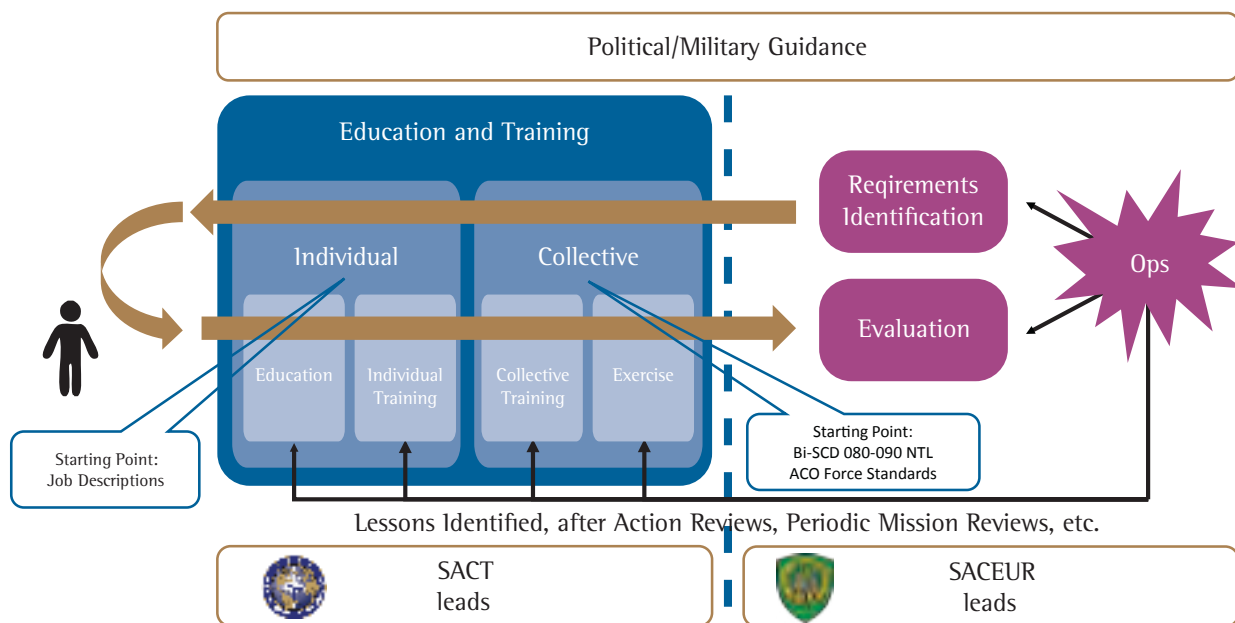 Political/Military Guidance
Education and Training
Reqirements
Identification
Individual
Collective
Ops
Evaluation
Education
Individual
Training
Collective
Training
Exercise
Starting Point:
Job Descriptions
Starting Point:
Bi-SCD 080-090 NTL
ACO Force Standards
Lessons Identified, after Action Reviews, Periodic Mission Reviews, etc.
SACT
leads
SACEUR
leads